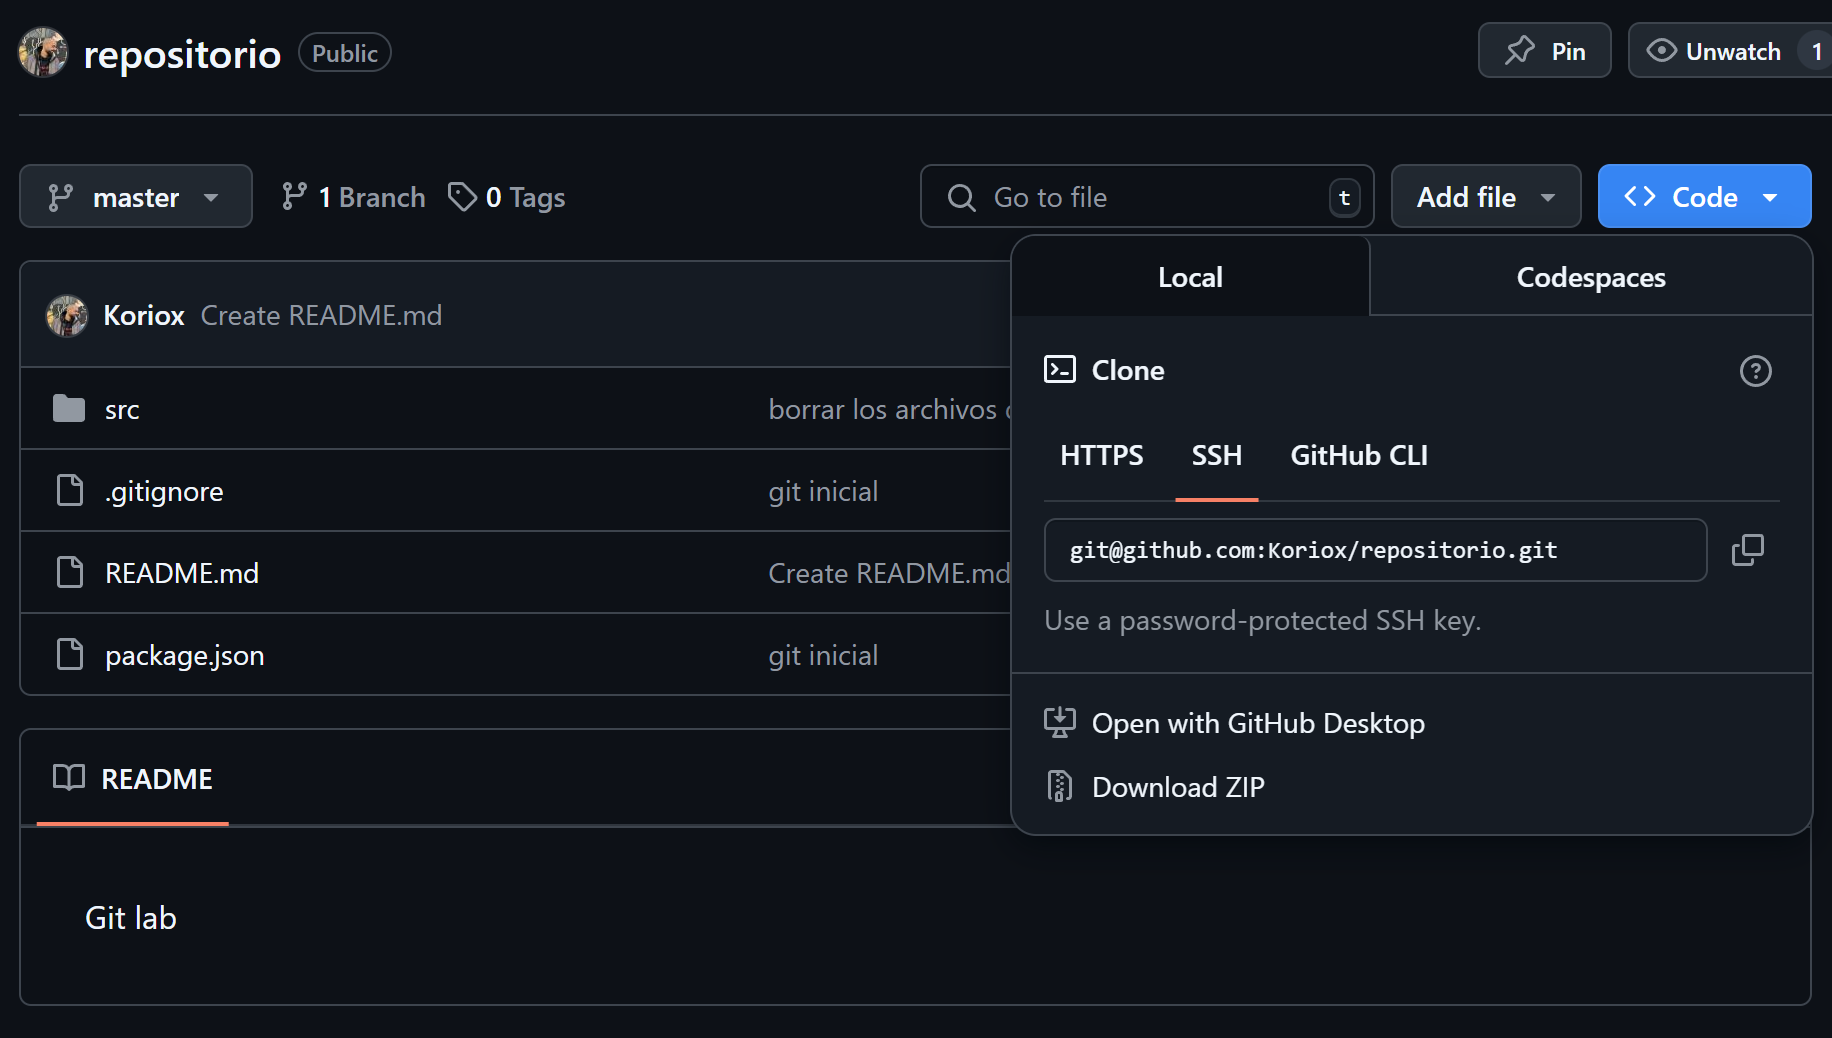 repositorio Public Pin Unwatch 1
master 1 Branch 0 Tags Go to file t Add file Code
Local Codespaces
Koriox Create README.md
Clone
src borrar los archivos
HTTPS SSH GitHub CLI
.gitignore git inicial
git@github.com:Koriox/repositorio.git
README.md Create README.md
Use a password-protected SSH key.
package.json git inicial
Open with GitHub Desktop
README
Download ZIP
Git lab